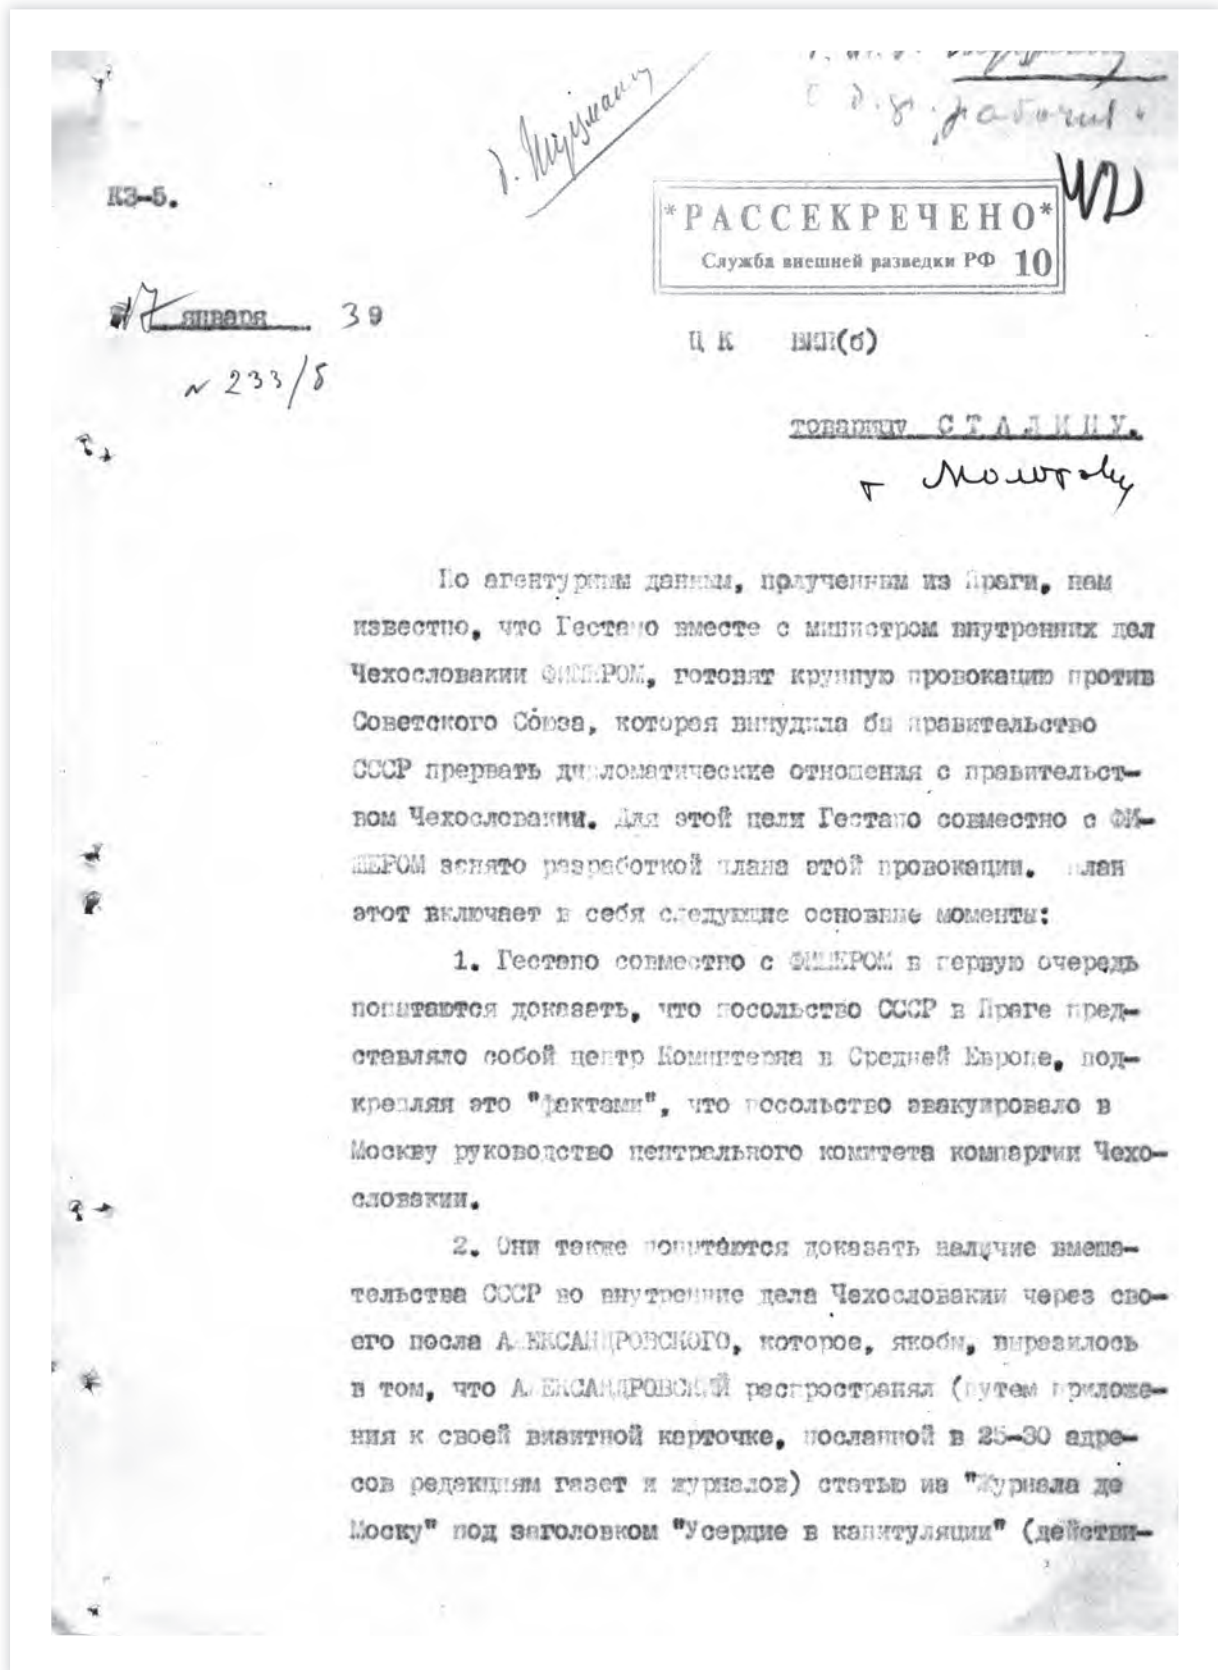 т. Шуманну
рабочий
КЗ-5.
*РАССЕКРЕЧЕНО*
Служба внешней разведки РФ 10
17 января 39
N 233/б
Ц К ВКП(б)
товарищу С Т А Л И Н У.
т Молотову
По агентурным данным, полученным из Праги, нам
известно, что Гестапо вместе с министром внутренних дел
Чехословакии ФИШЕРОМ, готовят крупную провокацию против
Советского Союза, которая вынудила бы правительство
СССР прервать дипломатические отношения с правительст-
вом Чехословакии. Для этой цели Гестапо совместно с ФИ-
ШЕРОМ занято разработкой плана этой провокации. План
этот включает в себя следующие основные моменты:
1. Гестапо совместно с ФИШЕРОМ в первую очередь
попытаются доказать, что посольство СССР в Праге пред-
ставляло собой центр Коминтерна в Средней Европе, под-
крепляя это "фактами", что посольство эвакуировало в
Москву руководство центрального комитета компартии Чехо-
словакии.
2. Они также попытаются доказать наличие вмеша-
тельства СССР во внутренние дела Чехословакии через сво-
его посла АЛЕКСАНДРОВСКОГО, которое, якобы, выразилось
в том, что АЛЕКСАНДРОВСКИЙ распространял (путем приложе-
ния к своей визитной карточке, посланной в 25-30 адре-
сов редакциям газет и журналов) статью из "Журнала де
Моску" под заголовком "Усердие в капитуляции" (действи-